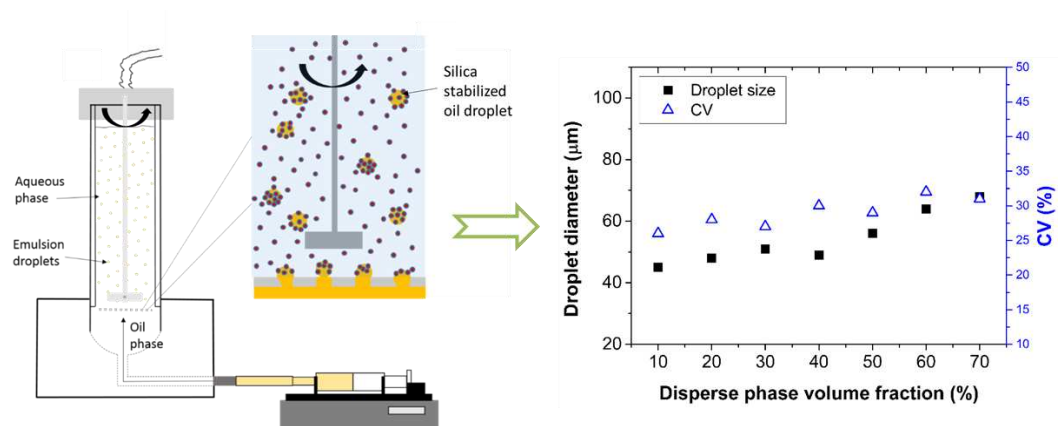 Silica
stabilized
oil droplet
Aqueous
phase
Emulsion
droplets
Oil
phase
Droplet size
CV
Droplet diameter (μm)
100
80
60
40
20
10
20
30
40
50
60
70
Disperse phase volume fraction (%)
50
45
40
35
30
25
20
15
10
CV (%)